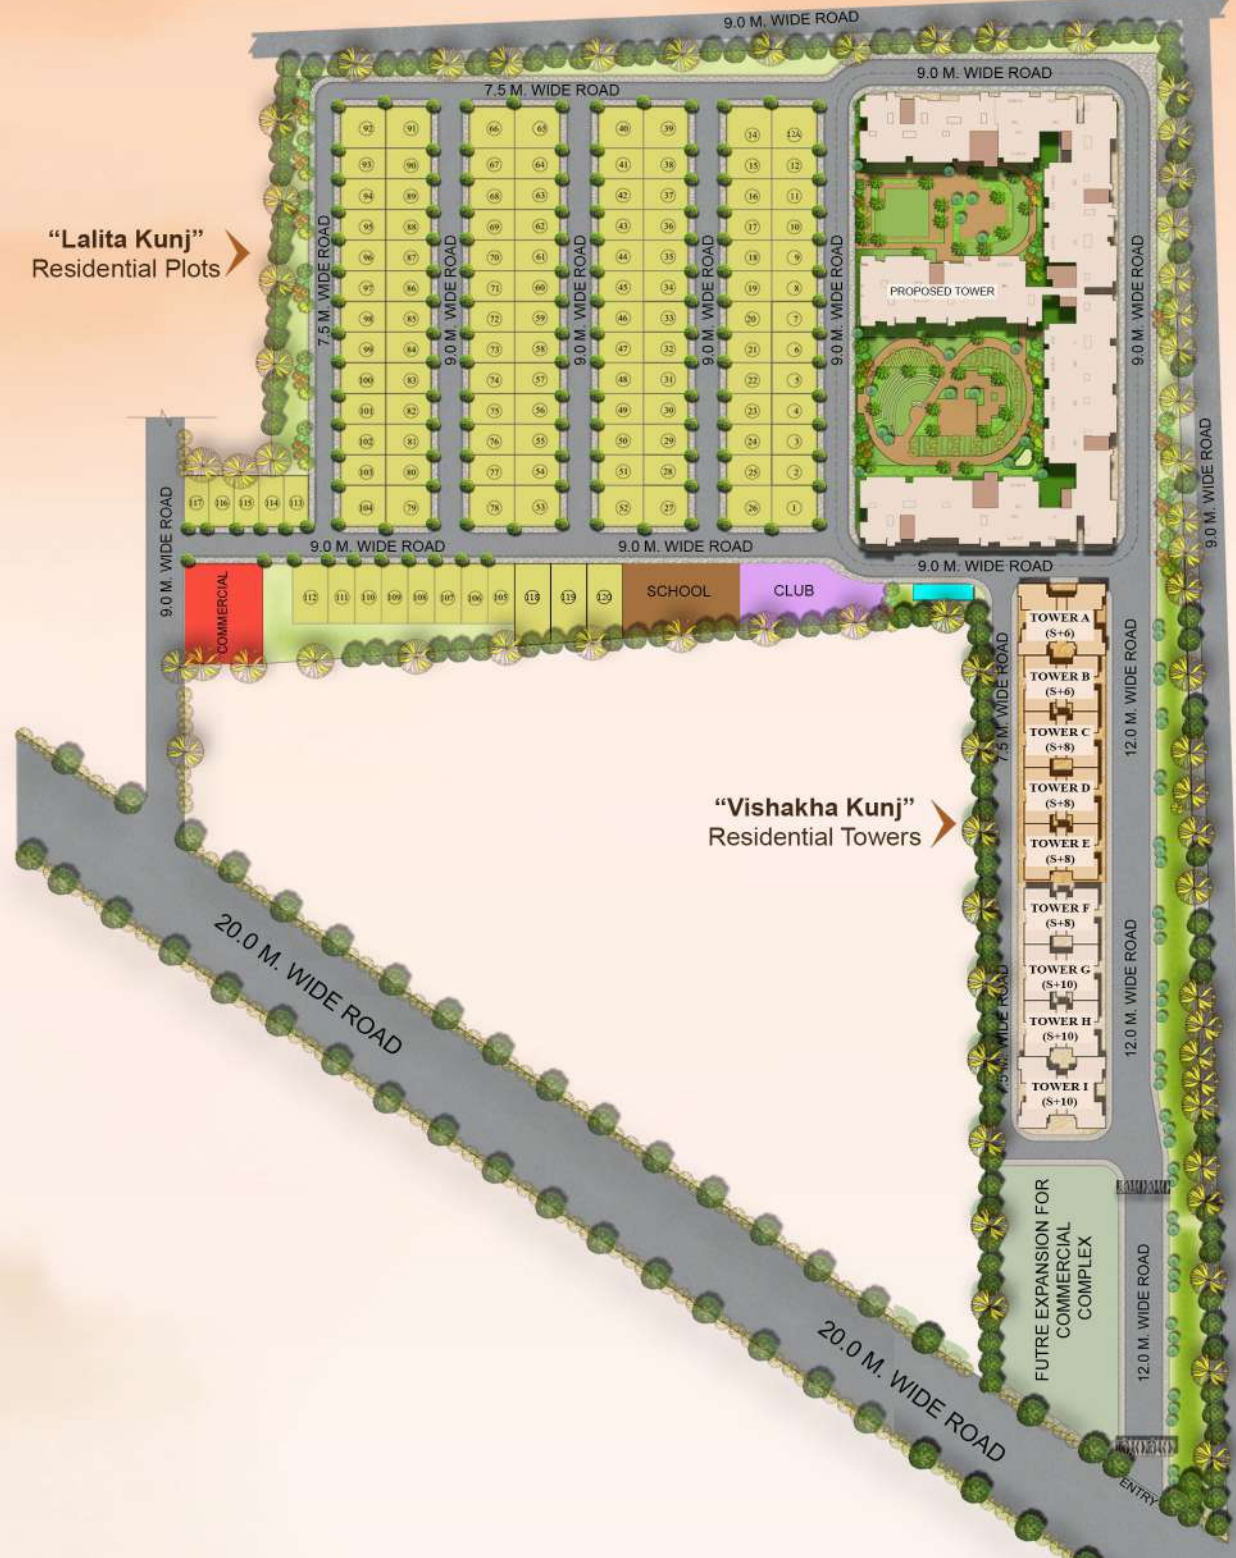 9.0 M. WIDE ROAD
9.0 M. WIDE ROAD
7.5 M. WIDE ROAD
92 91 66 65 40 39 14 12A
93 90 67 64 41 38 15 12
94 89 68 63 42 37 16 11
95 88 69 62 43 36 17 10
96 87 70 61 44 35 18 9
97 86 71 60 45 34 19 8
98 85 72 59 46 33 20 7
99 84 73 58 47 32 21 6
100 83 74 57 48 31 22 5
101 82 75 56 49 30 23 4
102 81 76 55 50 29 24 3
103 80 77 54 51 28 25 2
104 79 78 53 52 27 26 1
“Lalita Kunj”
Residential Plots
7.5 M. WIDE ROAD
9.0 M. WIDE ROAD
9.0 M. WIDE ROAD
9.0 M. WIDE ROAD
9.0 M. WIDE ROAD
PROPOSED TOWER
9.0 M. WIDE ROAD
9.0 M. WIDE ROAD
N
9.0 M. WIDE ROAD
117 116 115 114 113
9.0 M. WIDE ROAD
9.0 M. WIDE ROAD
9.0 M. WIDE ROAD
COMMERCIAL
112 111 110 109 108 107 106 105 118 119 120
SCHOOL
CLUB
TOWER A
(S+6)
TOWER B
(S+6)
TOWER C
(S+8)
TOWER D
(S+8)
TOWER E
(S+8)
TOWER F
(S+8)
TOWER G
(S+10)
TOWER H
(S+10)
TOWER I
(S+10)
7.5 M. WIDE ROAD
12.0 M. WIDE ROAD
“Vishakha Kunj”
Residential Towers
7.5 M. WIDE ROAD
12.0 M. WIDE ROAD
20.0 M. WIDE ROAD
FUTRE EXPANSION FOR
COMMERCIAL
COMPLEX
12.0 M. WIDE ROAD
20.0 M. WIDE ROAD
ENTRY